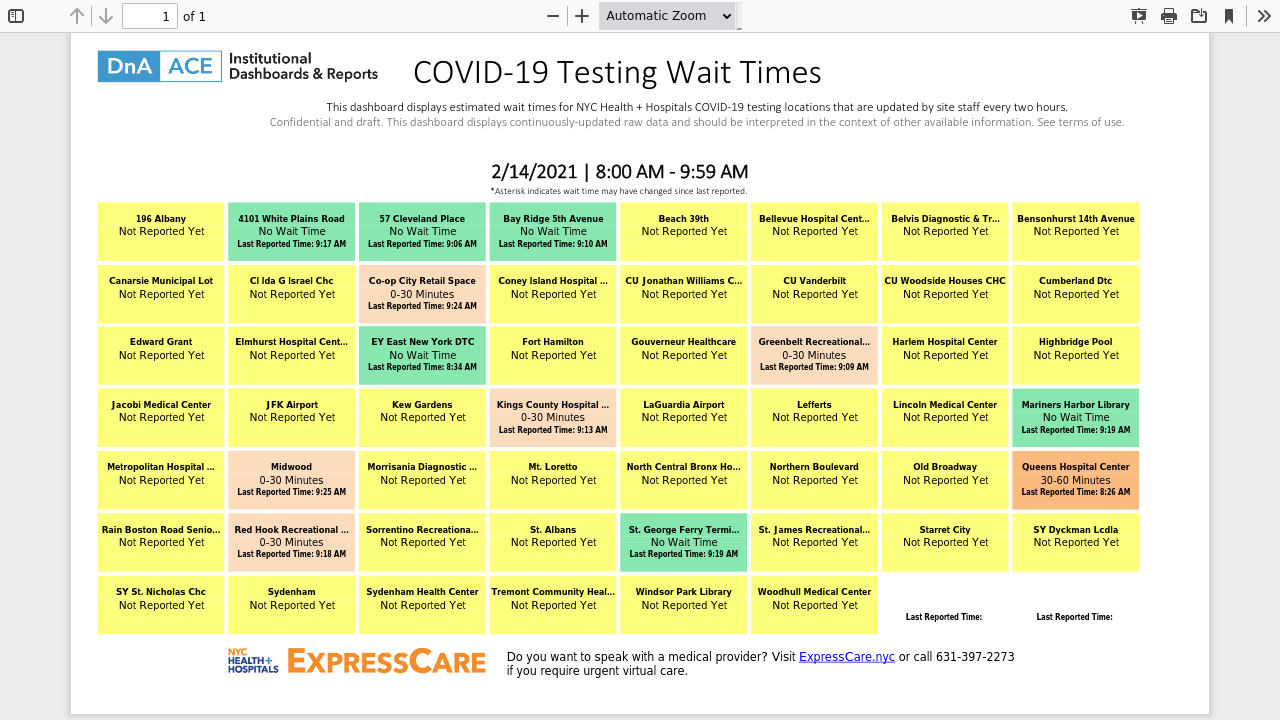 1 of 1 Automatic Zoom
DnA ACE Institutional Dashboards & Reports
COVID-19 Testing Wait Times
This dashboard displays estimated wait times for NYC Health + Hospitals COVID-19 testing locations that are updated by site staff every two hours.
Confidential and draft. This dashboard displays continuously-updated raw data and should be interpreted in the context of other available information. See terms of use.
2/14/2021 | 8:00 AM - 9:59 AM
*Asterisk indicates wait time may have changed since last reported.
196 Albany
Not Reported Yet
4101 White Plains Road
No Wait Time
Last Reported Time: 9:17 AM
57 Cleveland Place
No Wait Time
Last Reported Time: 9:06 AM
Bay Ridge 5th Avenue
No Wait Time
Last Reported Time: 9:10 AM
Beach 39th
Not Reported Yet
Bellevue Hospital Cent...
Not Reported Yet
Belvis Diagnostic & Tr...
Not Reported Yet
Bensonhurst 14th Avenue
Not Reported Yet
Canarsie Municipal Lot
Not Reported Yet
CI Ida G Israel Chc
Not Reported Yet
Co-op City Retail Space
0-30 Minutes
Last Reported Time: 9:24 AM
Coney Island Hospital ...
Not Reported Yet
CU Jonathan Williams C...
Not Reported Yet
CU Vanderbilt
Not Reported Yet
CU Woodside Houses CHC
Not Reported Yet
Cumberland Dtc
Not Reported Yet
Edward Grant
Not Reported Yet
Elmhurst Hospital Cent...
Not Reported Yet
EY East New York DTC
No Wait Time
Last Reported Time: 8:34 AM
Fort Hamilton
Not Reported Yet
Gouverneur Healthcare
Not Reported Yet
Greenbelt Recreational...
0-30 Minutes
Last Reported Time: 9:09 AM
Harlem Hospital Center
Not Reported Yet
Highbridge Pool
Not Reported Yet
Jacobi Medical Center
Not Reported Yet
JFK Airport
Not Reported Yet
Kew Gardens
Not Reported Yet
Kings County Hospital ...
0-30 Minutes
Last Reported Time: 9:13 AM
LaGuardia Airport
Not Reported Yet
Lefferts
Not Reported Yet
Lincoln Medical Center
Not Reported Yet
Mariners Harbor Library
No Wait Time
Last Reported Time: 9:19 AM
Metropolitan Hospital ...
Not Reported Yet
Midwood
0-30 Minutes
Last Reported Time: 9:25 AM
Morrisania Diagnostic ...
Not Reported Yet
Mt. Loretto
Not Reported Yet
North Central Bronx Ho...
Not Reported Yet
Northern Boulevard
Not Reported Yet
Old Broadway
Not Reported Yet
Queens Hospital Center
30-60 Minutes
Last Reported Time: 8:26 AM
Rain Boston Road Senio...
Not Reported Yet
Red Hook Recreational ...
0-30 Minutes
Last Reported Time: 9:18 AM
Sorrentino Recreationa...
Not Reported Yet
St. Albans
Not Reported Yet
St. George Ferry Termi...
No Wait Time
Last Reported Time: 9:19 AM
St. James Recreational...
Not Reported Yet
Starret City
Not Reported Yet
SY Dyckman Lcdla
Not Reported Yet
SY St. Nicholas Chc
Not Reported Yet
Sydenham
Not Reported Yet
Sydenham Health Center
Not Reported Yet
Tremont Community Heal...
Not Reported Yet
Windsor Park Library
Not Reported Yet
Woodhull Medical Center
Not Reported Yet
Last Reported Time:
Last Reported Time:
NYC HEALTH+ HOSPITALS
EXPRESSCARE
Do you want to speak with a medical provider? Visit ExpressCare.nyc or call 631-397-2273
if you require urgent virtual care.